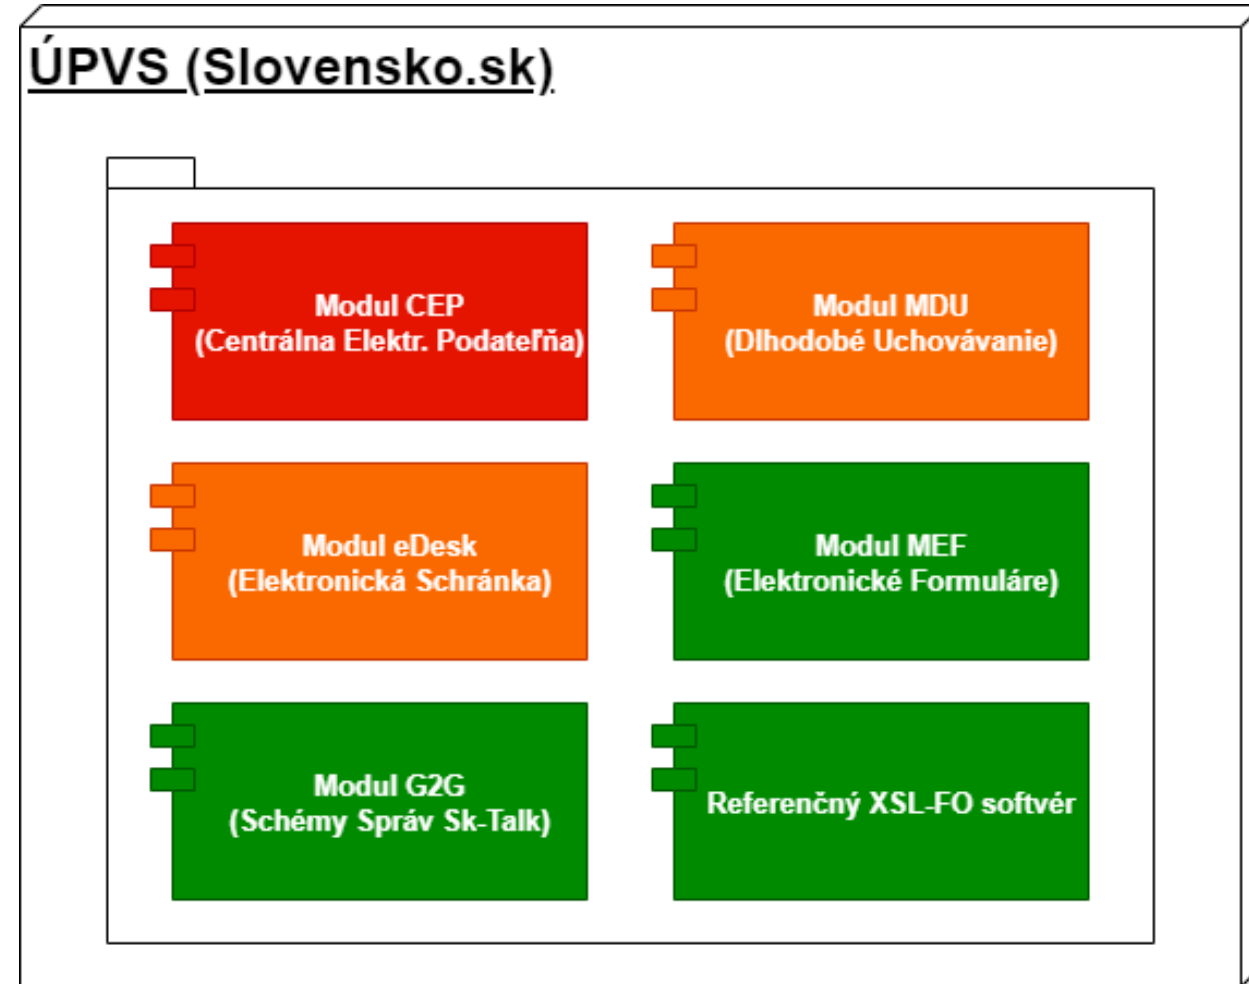 ÚPVS (Slovensko.sk)
Modul CEP
(Centrálna Elektr. Podateľňa)
Modul MDU
(Dlhodobé Uchovávanie)
Modul eDesk
(Elektronická Schránka)
Modul MEF
(Elektronické Formuláre)
Modul G2G
(Schémy Správ Sk-Talk)
Referenčný XSL-FO softvér